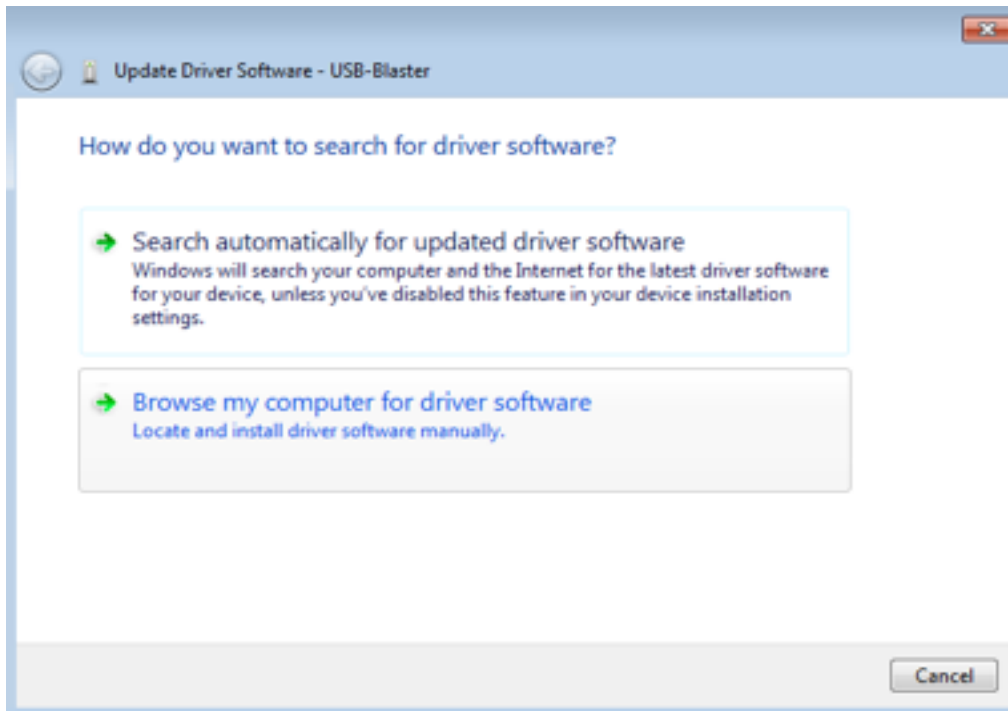 Update Driver Software - USB-Blaster
How do you want to search for driver software?
Search automatically for updated driver software
Windows will search your computer and the Internet for the latest driver software
for your device, unless you've disabled this feature in your device installation
settings.
Browse my computer for driver software
Locate and install driver software manually.
Cancel